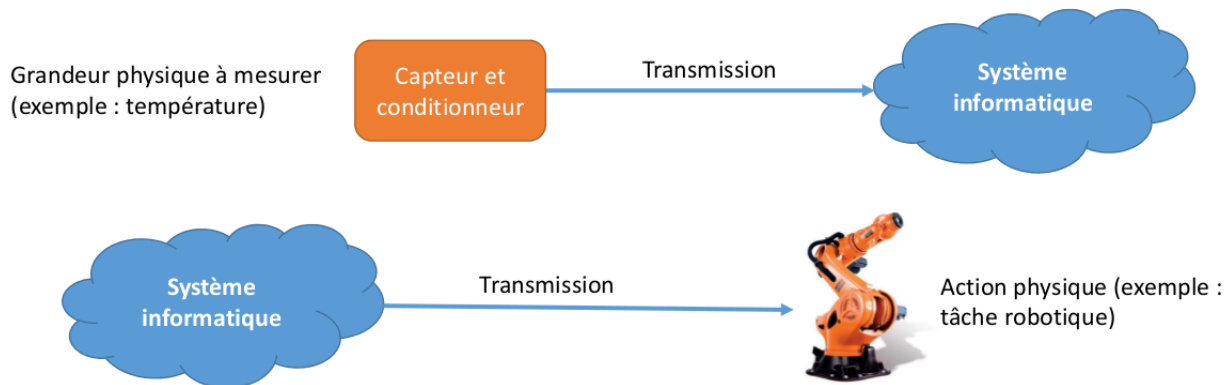 Grandeur physique à mesurer
(exemple : température)
Capteur et
conditionneur
Transmission
Système
informatique
Système
informatique
Transmission
Action physique (exemple :
tâche robotique)